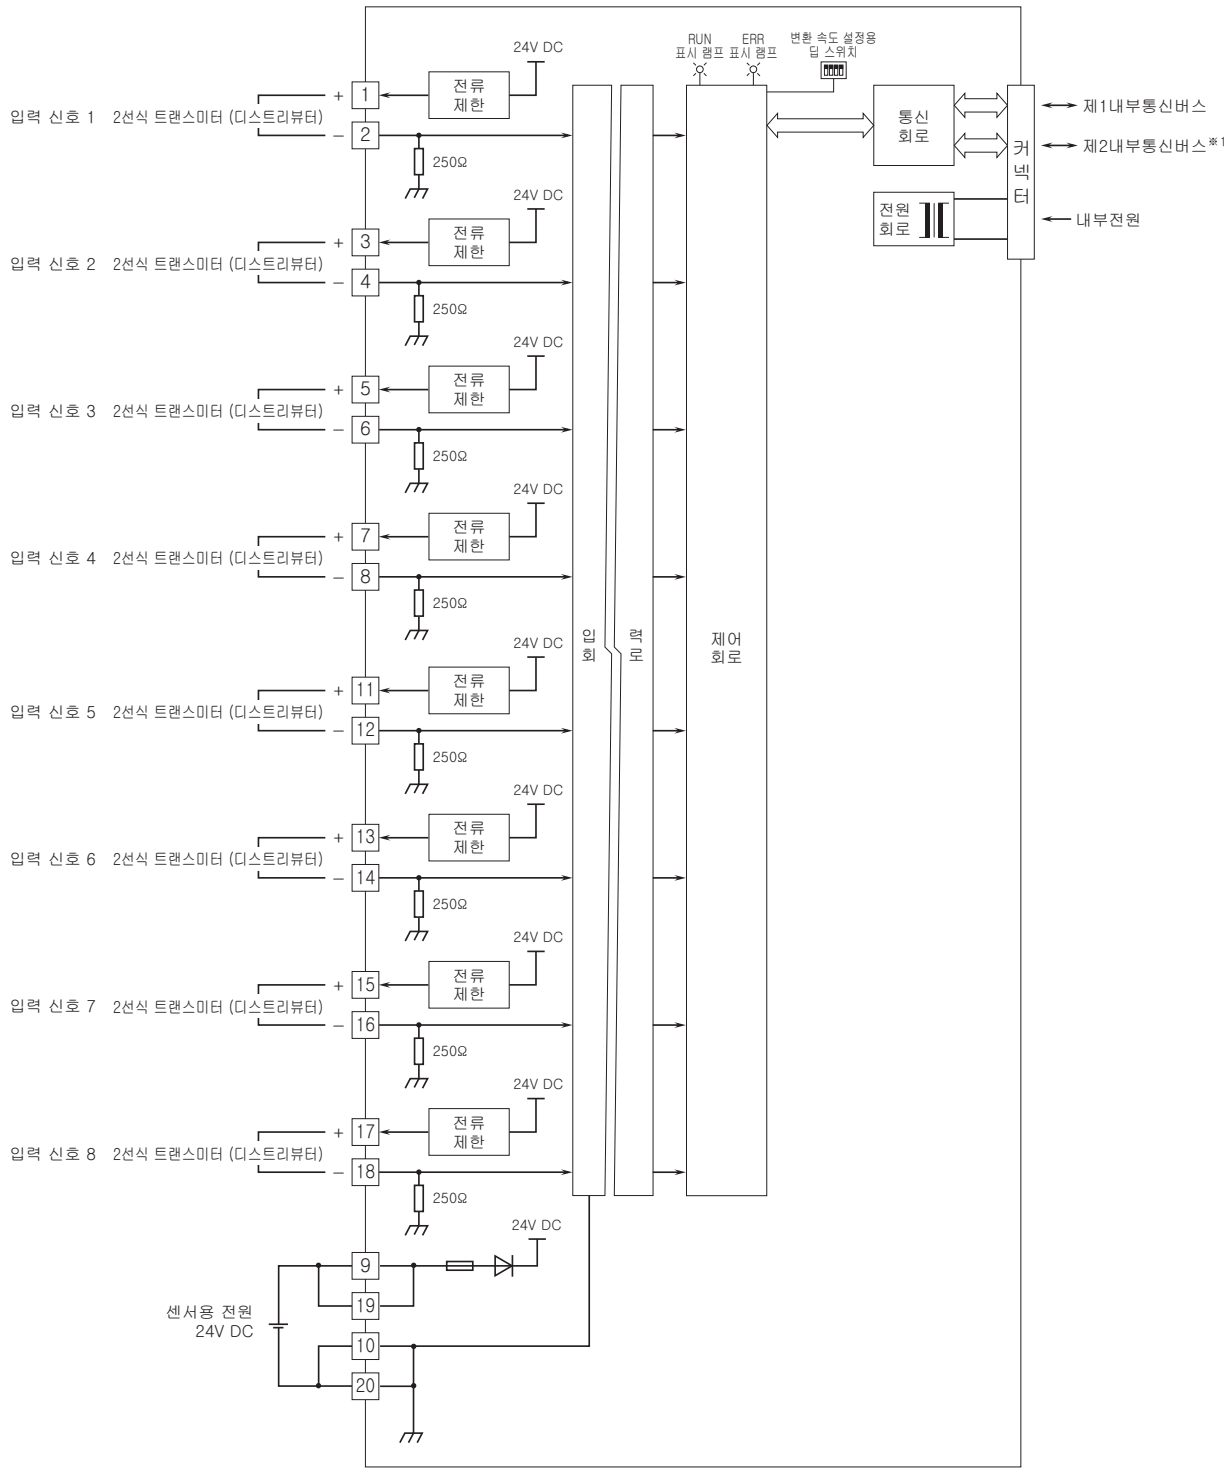 24V DC
RUN
표시 램프
ERR
표시 램프
변환 속도 설정용
딥 스위치
입력 신호 1 2선식 트랜스미터 (디스트리뷰터)
+ 1
전류
제한
− 2
250Ω
통신
회로
커넥터
제1내부통신버스
제2내부통신버스※1
전원
회로
내부전원
24V DC
입력 신호 2 2선식 트랜스미터 (디스트리뷰터)
+ 3
전류
제한
− 4
250Ω
24V DC
입력 신호 3 2선식 트랜스미터 (디스트리뷰터)
+ 5
전류
제한
− 6
250Ω
24V DC
입력 신호 4 2선식 트랜스미터 (디스트리뷰터)
+ 7
전류
제한
− 8
250Ω
입 력
회 로
제어
회로
24V DC
입력 신호 5 2선식 트랜스미터 (디스트리뷰터)
+ 11
전류
제한
− 12
250Ω
24V DC
입력 신호 6 2선식 트랜스미터 (디스트리뷰터)
+ 13
전류
제한
− 14
250Ω
24V DC
입력 신호 7 2선식 트랜스미터 (디스트리뷰터)
+ 15
전류
제한
− 16
250Ω
24V DC
입력 신호 8 2선식 트랜스미터 (디스트리뷰터)
+ 17
전류
제한
− 18
250Ω
24V DC
9
19
센서용 전원
24V DC
10
20